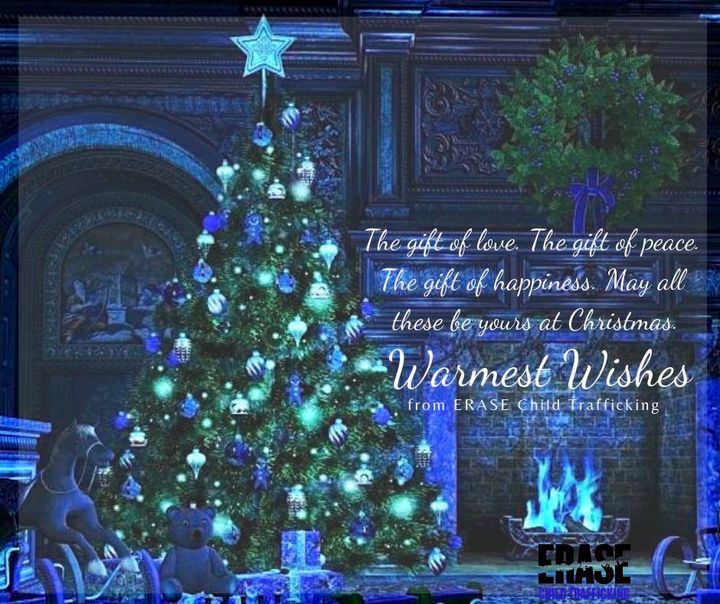 The gift of love. The gift of peace.
The gift of happiness. May all
these be yours at Christmas.
Warmest Wishes
from ERASE Child Trafficking
ERASE
CHILD TRAFFICKING